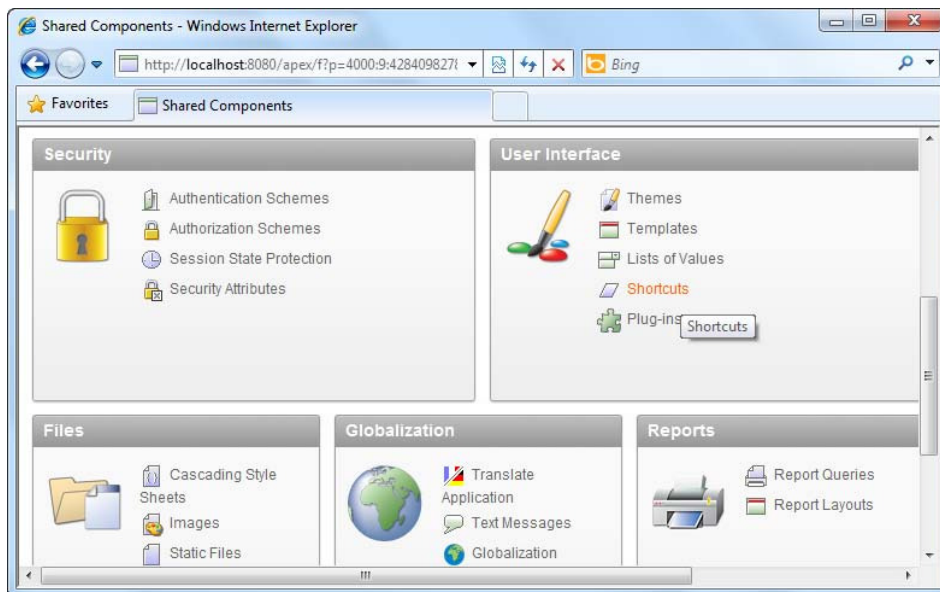 Shared Components - Windows Internet Explorer
http://localhost:8080/apex/f?p=4000:9:4284098278
Bing
Favorites
Shared Components
Security
Authentication Schemes
Authorization Schemes
Session State Protection
Security Attributes
User Interface
Themes
Templates
Lists of Values
Shortcuts
Plug-ins
Shortcuts
Files
Cascading Style
Sheets
Images
Static Files
Globalization
Translate
Application
Text Messages
Globalization
Reports
Report Queries
Report Layouts